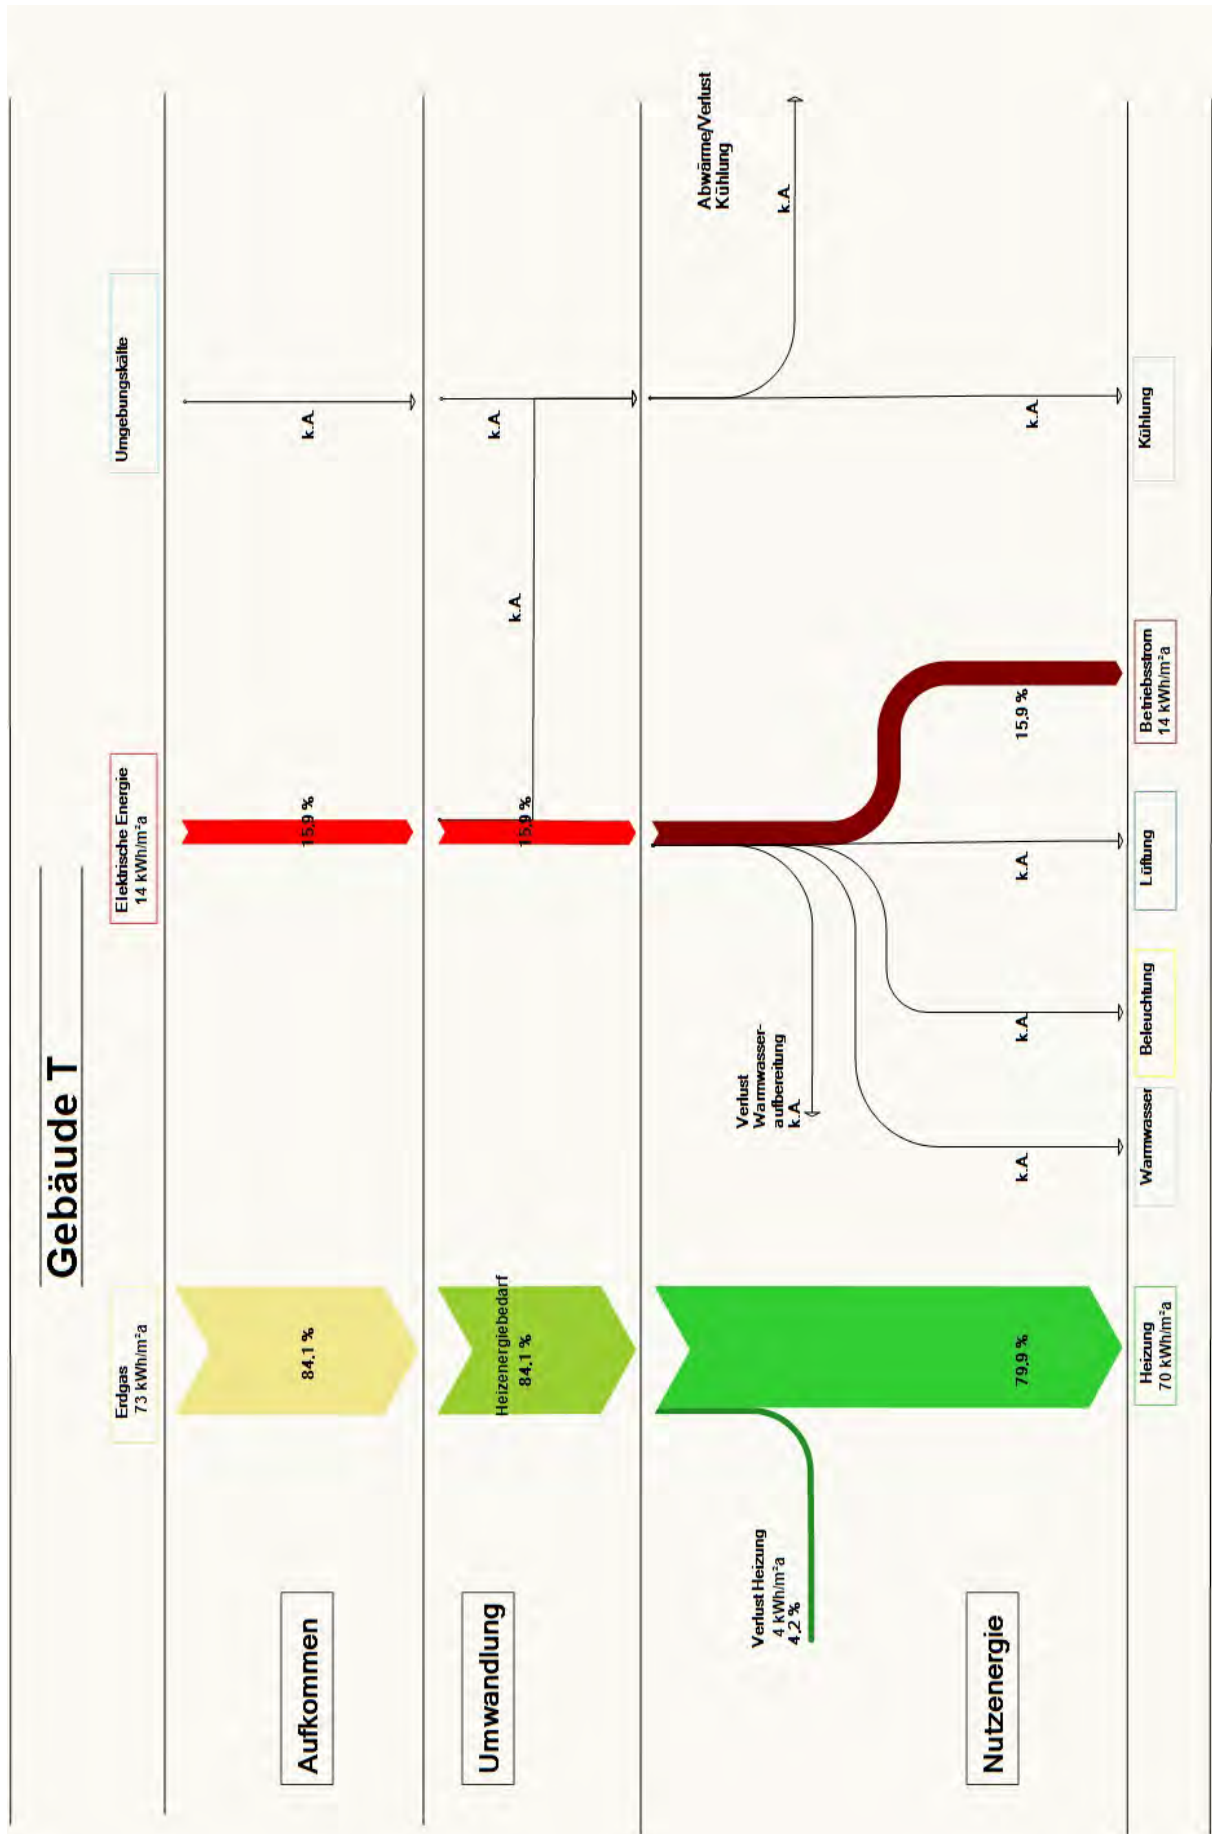 Gebäude T
Erdgas
73 kWh/m²a
Elektrische Energie
14 kWh/m²a
Umgebungskälte
Aufkommen
84,1 %
15,9 %
k.A.
Umwandlung
Heizenergiebedarf
84,1 %
15,9 %
k.A.
k.A.
Nutzenergie
Verlust Heizung
4 kWh/m²a
4,2 %
Verlust
Warmwasser-
aufbereitung
k.A.
Abwärme/Verlust
Kühlung
k.A.
79,9 %
k.A.
k.A.
k.A.
15,9 %
k.A.
Heizung
70 kWh/m²a
Warmwasser
Beleuchtung
Lüftung
Betriebsstrom
14 kWh/m²a
Kühlung